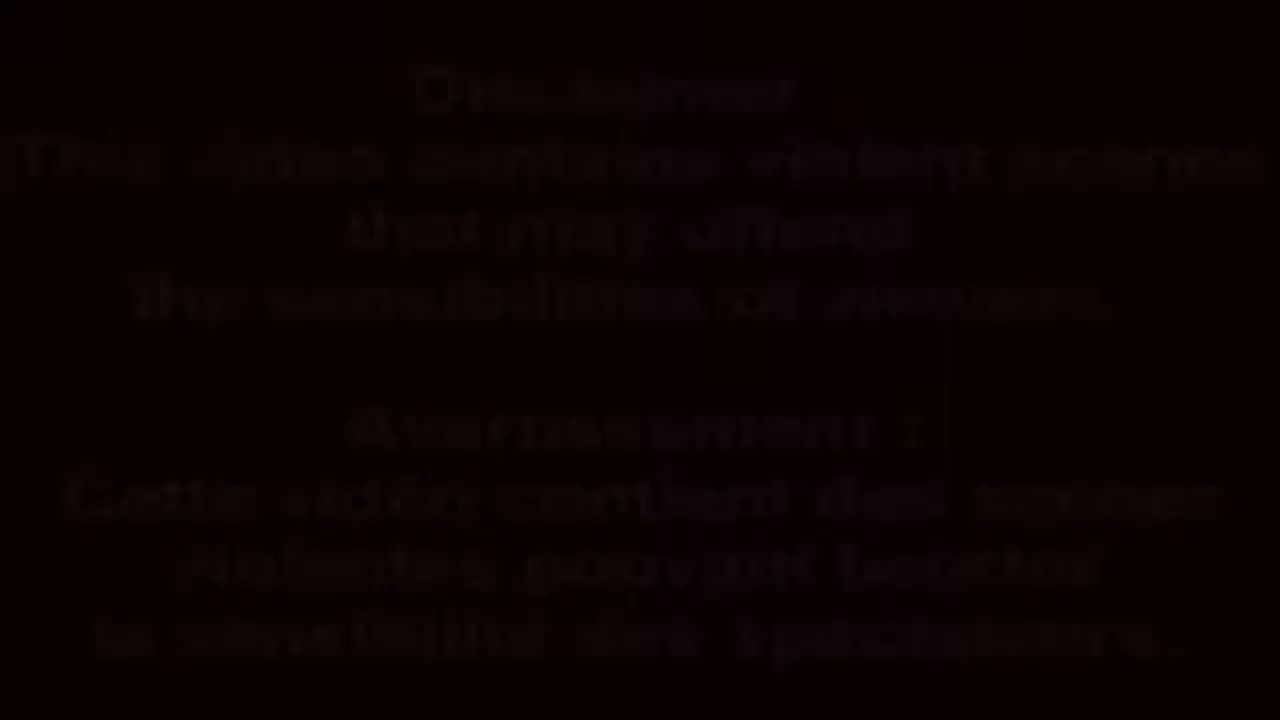 Disclaimer
This video contains violent scenes
that may offend
the sensibilities of viewers.
Avertissement :
Cette vidéo contient des scènes
violentes pouvant heurter
la sensibilité des spectateurs.